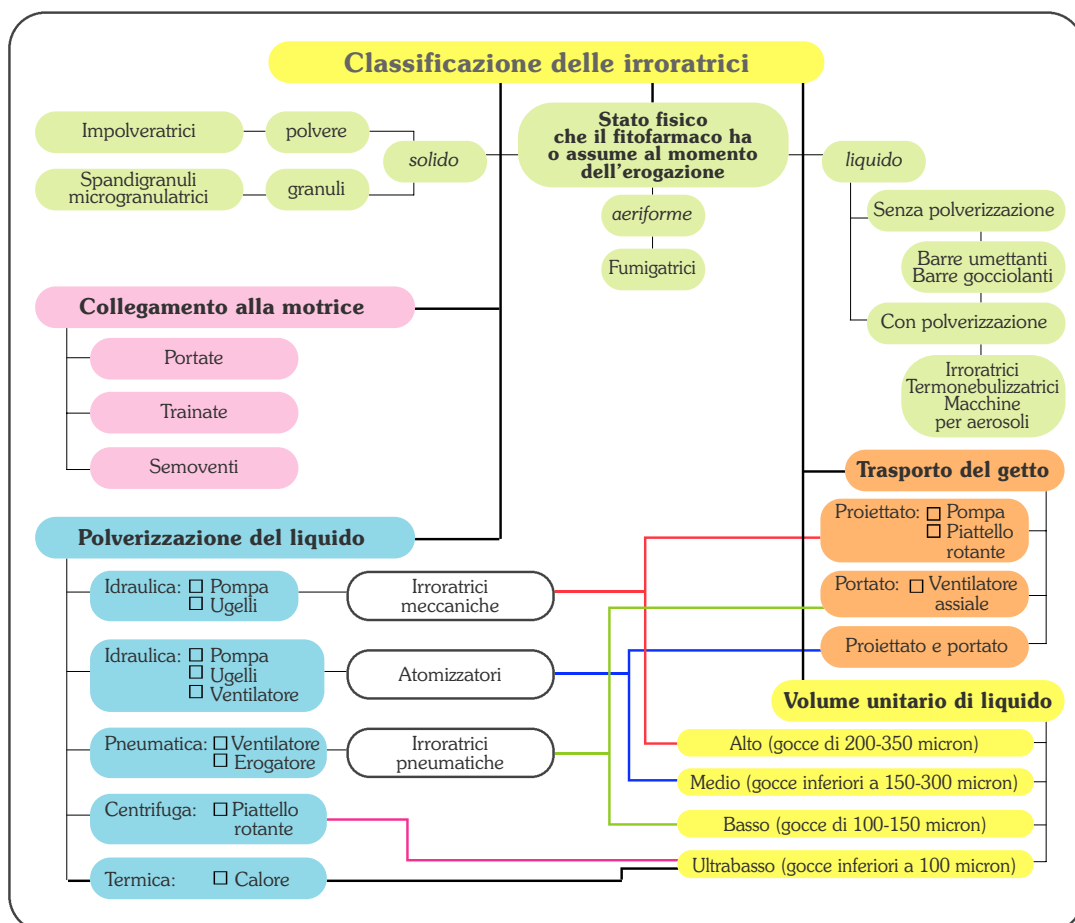 Classificazione delle irroratrici
Impolveratrici
polvere
Spandigranuli
microgranulatrici
granuli
solido
Stato fisico
che il fitofarmaco ha
o assume al momento
dell'erogazione
aeriforme
Fumigatrici
liquido
Senza polverizzazione
Barre umettanti
Barre gocciolanti
Con polverizzazione
Irroratrici
Termonebulizzatrici
Macchine
per aerosoli
Collegamento alla motrice
Portate
Trainate
Semoventi
Polverizzazione del liquido
Idraulica: □ Pompa
□ Ugelli
Irroratrici
meccaniche
Idraulica: □ Pompa
□ Ugelli
□ Ventilatore
Atomizzatori
Pneumatica: □ Ventilatore
□ Erogatore
Irroratrici
pneumatiche
Centrifuga: □ Piattello
rotante
Termica: □ Calore
Trasporto del getto
Proiettato: □ Pompa
□ Piattello
rotante
Portato: □ Ventilatore
assiale
Proiettato e portato
Volume unitario di liquido
Alto (gocce di 200-350 micron)
Medio (gocce inferiori a 150-300 micron)
Basso (gocce di 100-150 micron)
Ultrabasso (gocce inferiori a 100 micron)